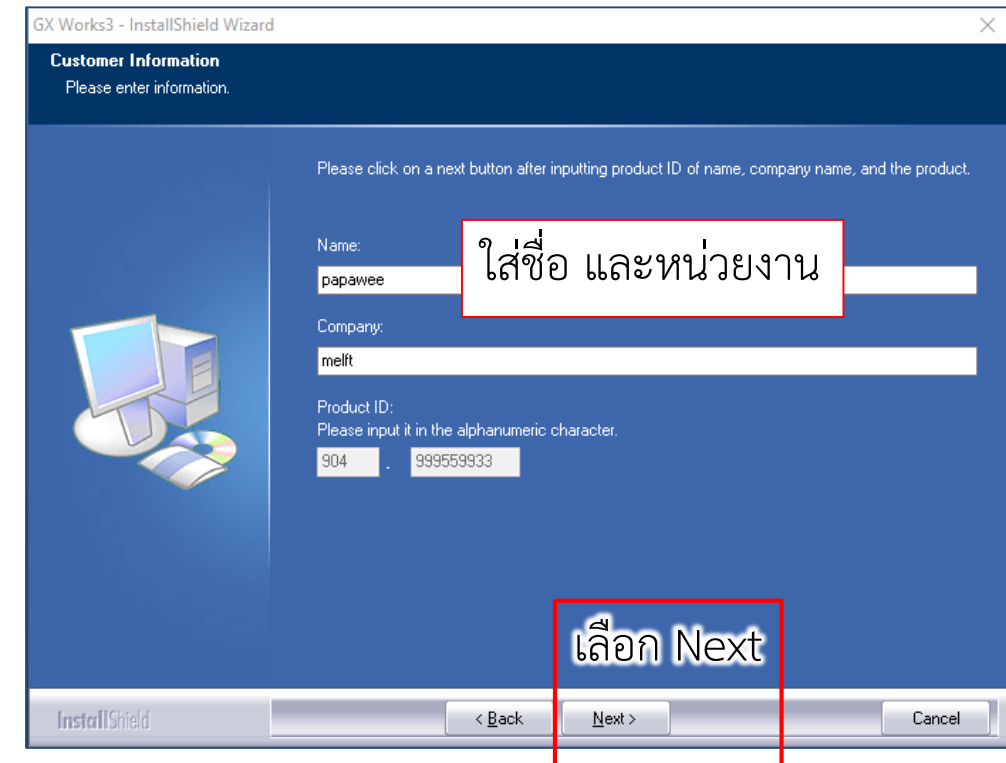 GX Works3 - InstallShield Wizard
Customer Information
Please enter information.
Please click on a next button after inputting product ID of name, company name, and the product.
Name:
ใส่ชื่อ และหน่วยงาน
papawee
Company:
melft
Product ID:
Please input it in the alphanumeric character.
904 . 999559933
เลือก Next
InstallShield
< Back Next > Cancel